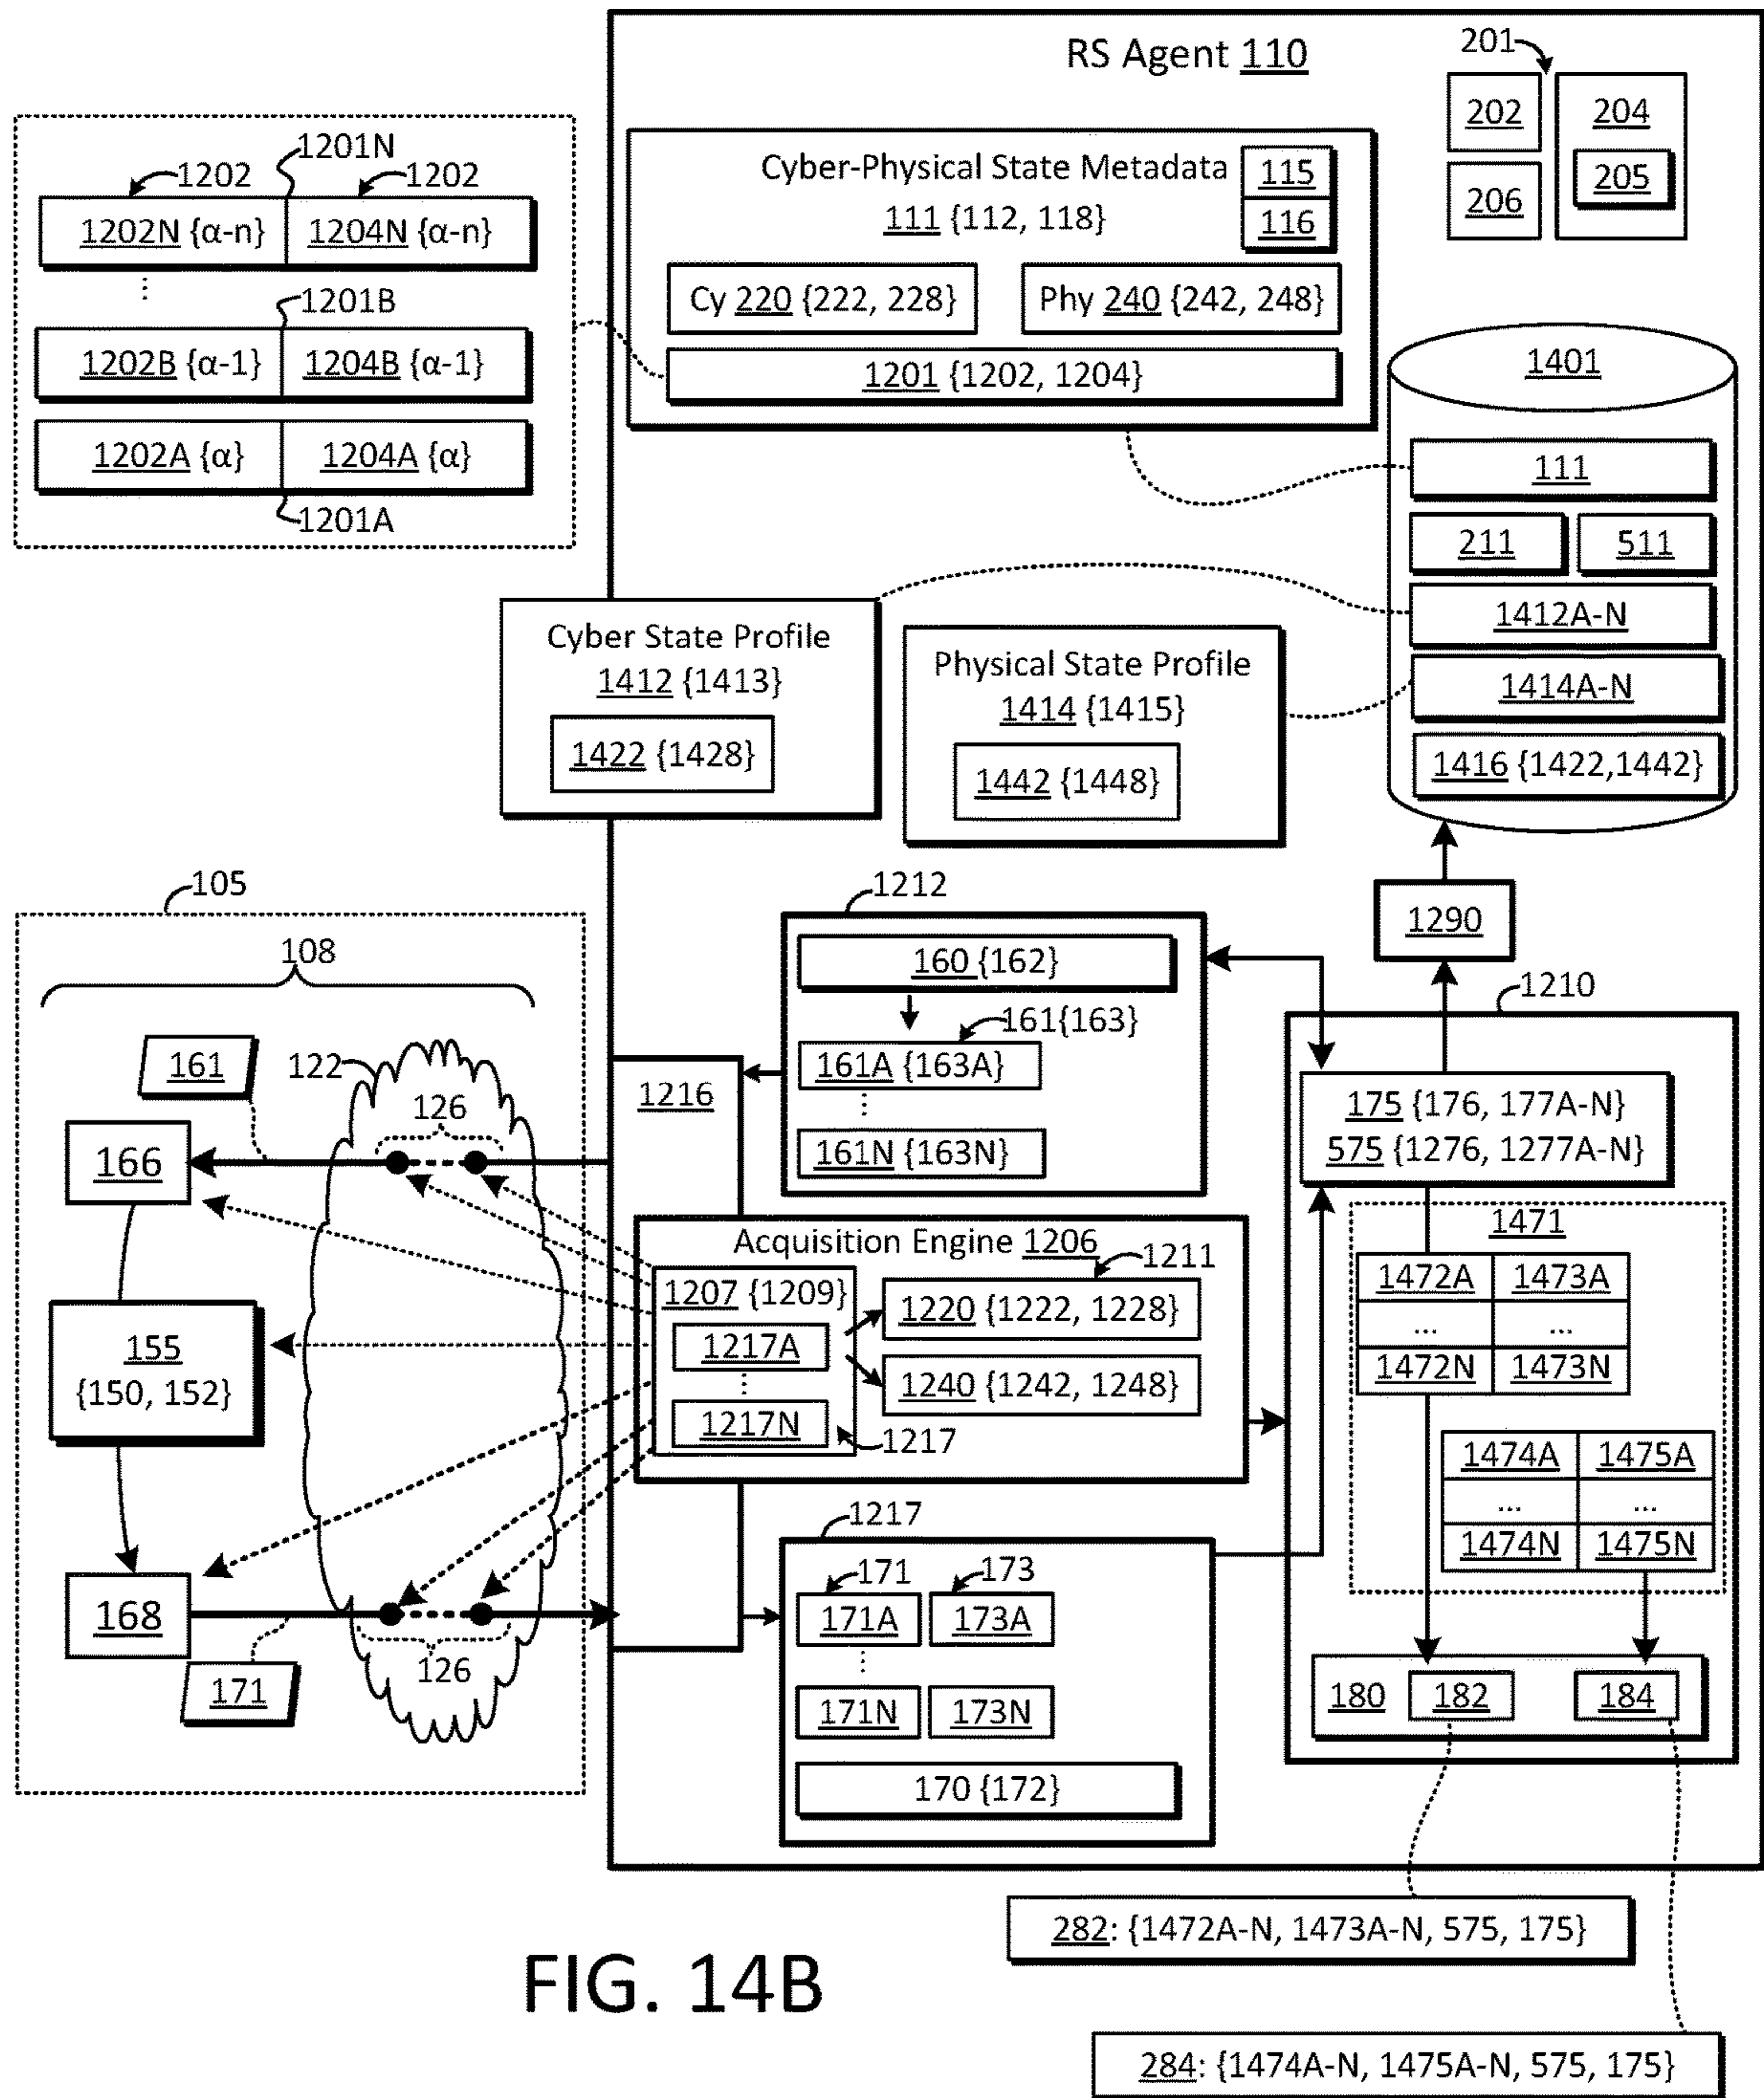 RS Agent 110
201
202
204
205
206
Cyber-Physical State Metadata
111 {112, 118}
115
116
Cy 220 {222, 228}
Phy 240 {242, 248}
1201 {1202, 1204}
1201N
1202
1202
1202N {α-n}
1204N {α-n}
⋮
1201B
1202B {α-1}
1204B {α-1}
1202A {α}
1204A {α}
1201A
1401
111
211
511
1412A-N
1414A-N
1416 {1422,1442}
Cyber State Profile
1412 {1413}
1422 {1428}
Physical State Profile
1414 {1415}
1442 {1448}
1290
105
108
161
122
126
166
155
{150, 152}
168
171
126
1216
1212
160 {162}
161{163}
161A {163A}
⋮
161N {163N}
Acquisition Engine 1206
1207 {1209}
1217A
⋮
1217N
1217
1211
1220 {1222, 1228}
1240 {1242, 1248}
1217
171
173
171A
173A
⋮
171N
173N
170 {172}
1210
175 {176, 177A-N}
575 {1276, 1277A-N}
1471
1472A
1473A
...
...
1472N
1473N
1474A
1475A
...
...
1474N
1475N
180
182
184
282: {1472A-N, 1473A-N, 575, 175}
FIG. 14B
284: {1474A-N, 1475A-N, 575, 175}